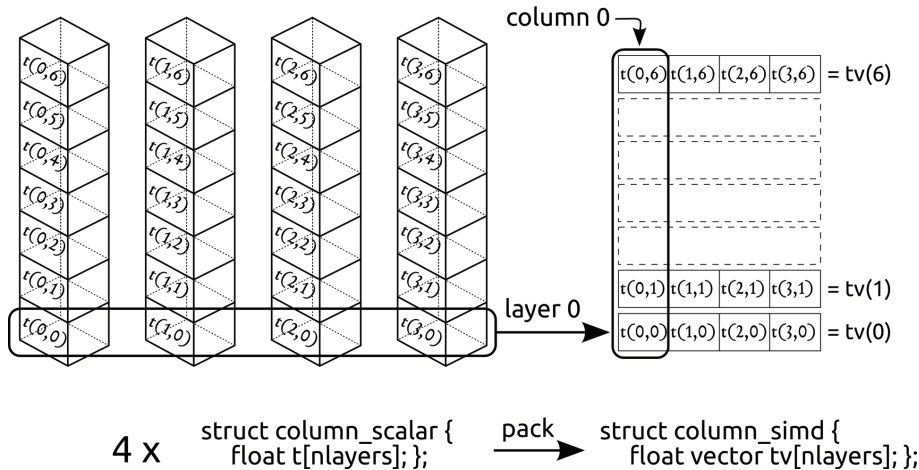 column 0
t(0,6) t(1,6) t(2,6) t(3,6)
t(0,5) t(1,5) t(2,5) t(3,5)
t(0,4) t(1,4) t(2,4) t(3,4)
t(0,3) t(1,3) t(2,3) t(3,3)
t(0,2) t(1,2) t(2,2) t(3,2)
t(0,1) t(1,1) t(2,1) t(3,1)
t(0,0) t(1,0) t(2,0) t(3,0)
layer 0
t(0,6) t(1,6) t(2,6) t(3,6) = tv(6)
t(0,1) t(1,1) t(2,1) t(3,1) = tv(1)
t(0,0) t(1,0) t(2,0) t(3,0) = tv(0)
4 x
struct column_scalar {
float t[nlayers]; };
pack
struct column_simd {
float vector tv[nlayers]; };